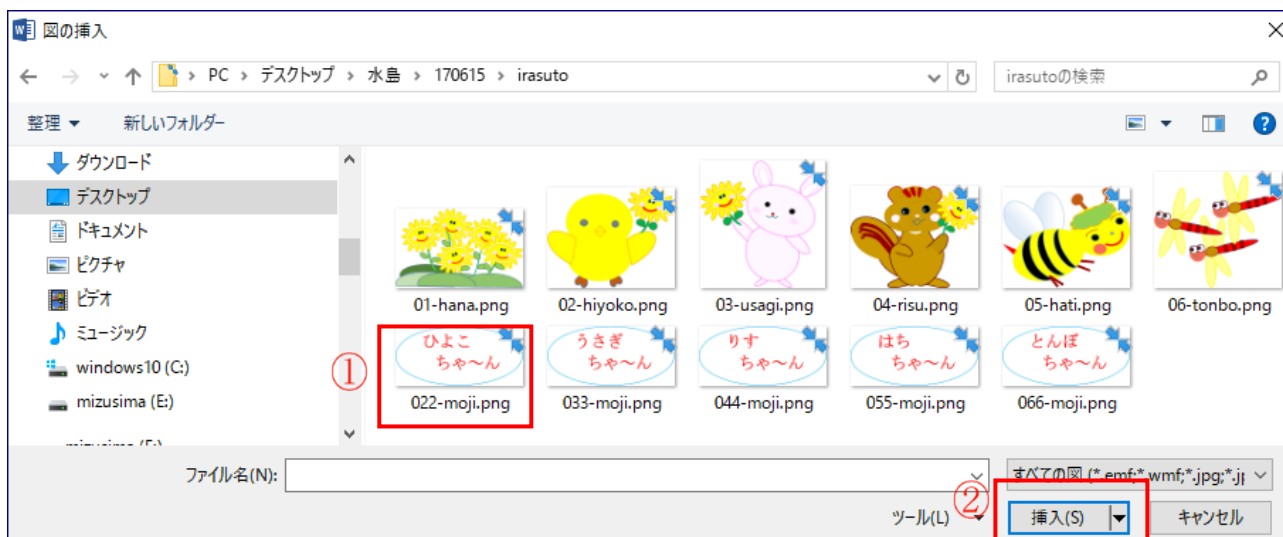 図の挿入
PC > デスクトップ > 水島 > 170615 > irasuto
irasutoの検索
整理
新しいフォルダー
ダウンロード
デスクトップ
ドキュメント
ピクチャ
ビデオ
ミュージック
windows10 (C:)
mizusima (E:)
01-hana.png
02-hiyoko.png
03-usagi.png
04-risu.png
05-hati.png
06-tonbo.png
①
ひよこ
ちゃ～ん
うさぎ
ちゃ～ん
りす
ちゃ～ん
はち
ちゃ～ん
とんぼ
ちゃ～ん
022-moji.png
033-moji.png
044-moji.png
055-moji.png
066-moji.png
ファイル名(N):
すべての図 (*.emf;*.wmf;*.jpg;*.jp
②
ツール(L)
挿入(S)
キャンセル